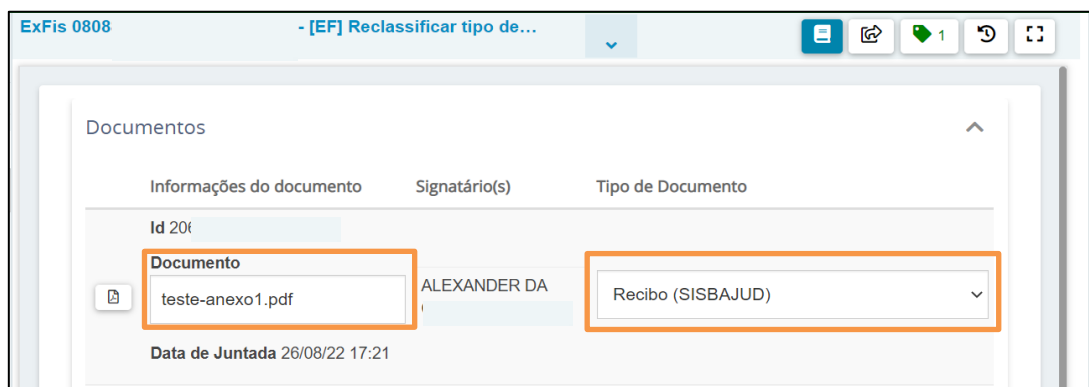 ExFis 0808 - [EF] Reclassificar tipo de... 1
Documentos
Informações do documento Signatário(s) Tipo de Documento
Id 206
Documento
teste-anexo1.pdf ALEXANDER DA Recibo (SISBAJUD)
Data de Juntada 26/08/22 17:21